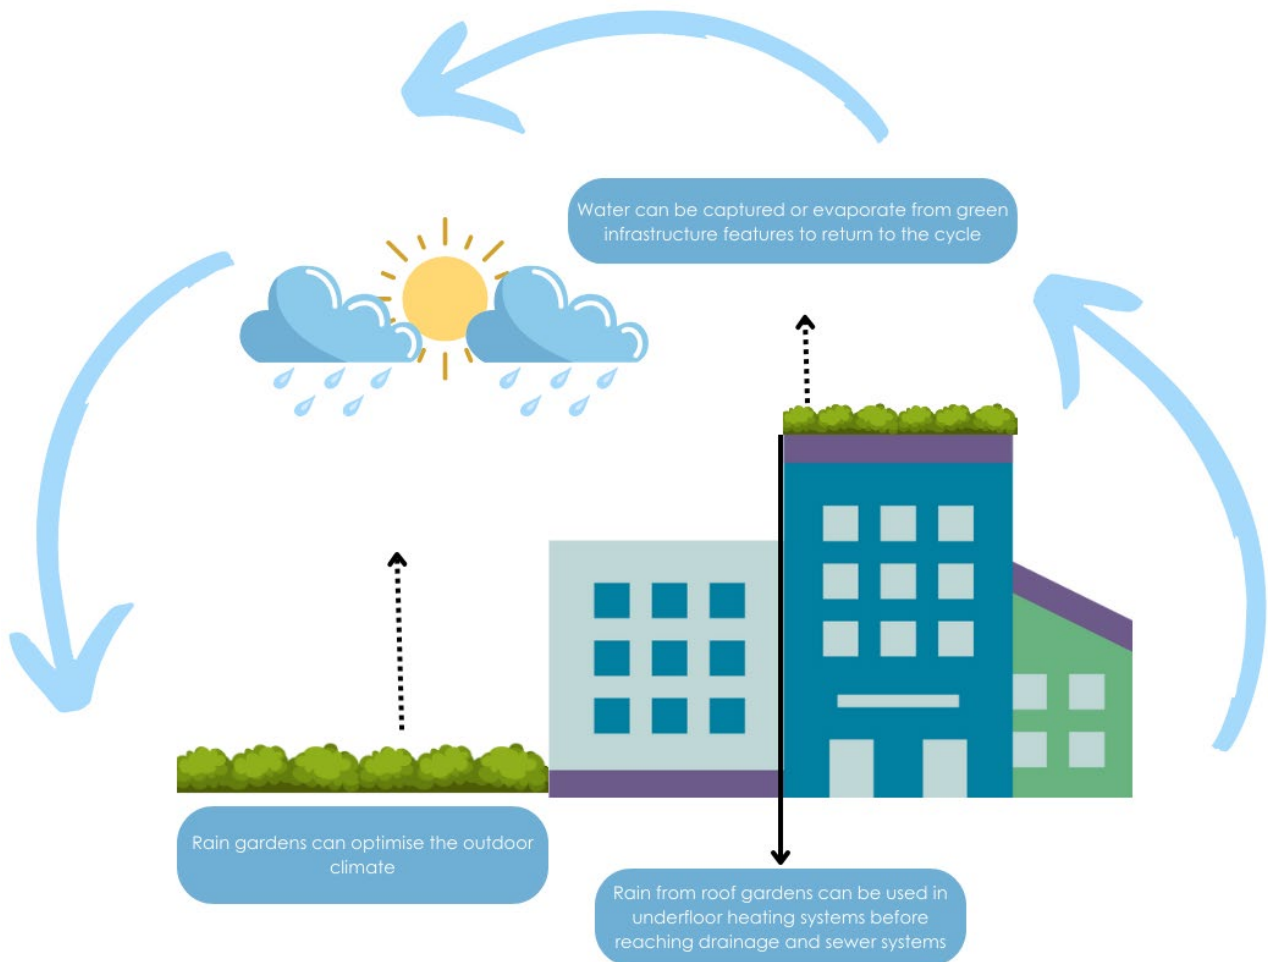 Water can be captured or evaporate from green
infrastructure features to return to the cycle
Rain gardens can optimise the outdoor
climate
Rain from roof gardens can be used in
underfloor heating systems before
reaching drainage and sewer systems